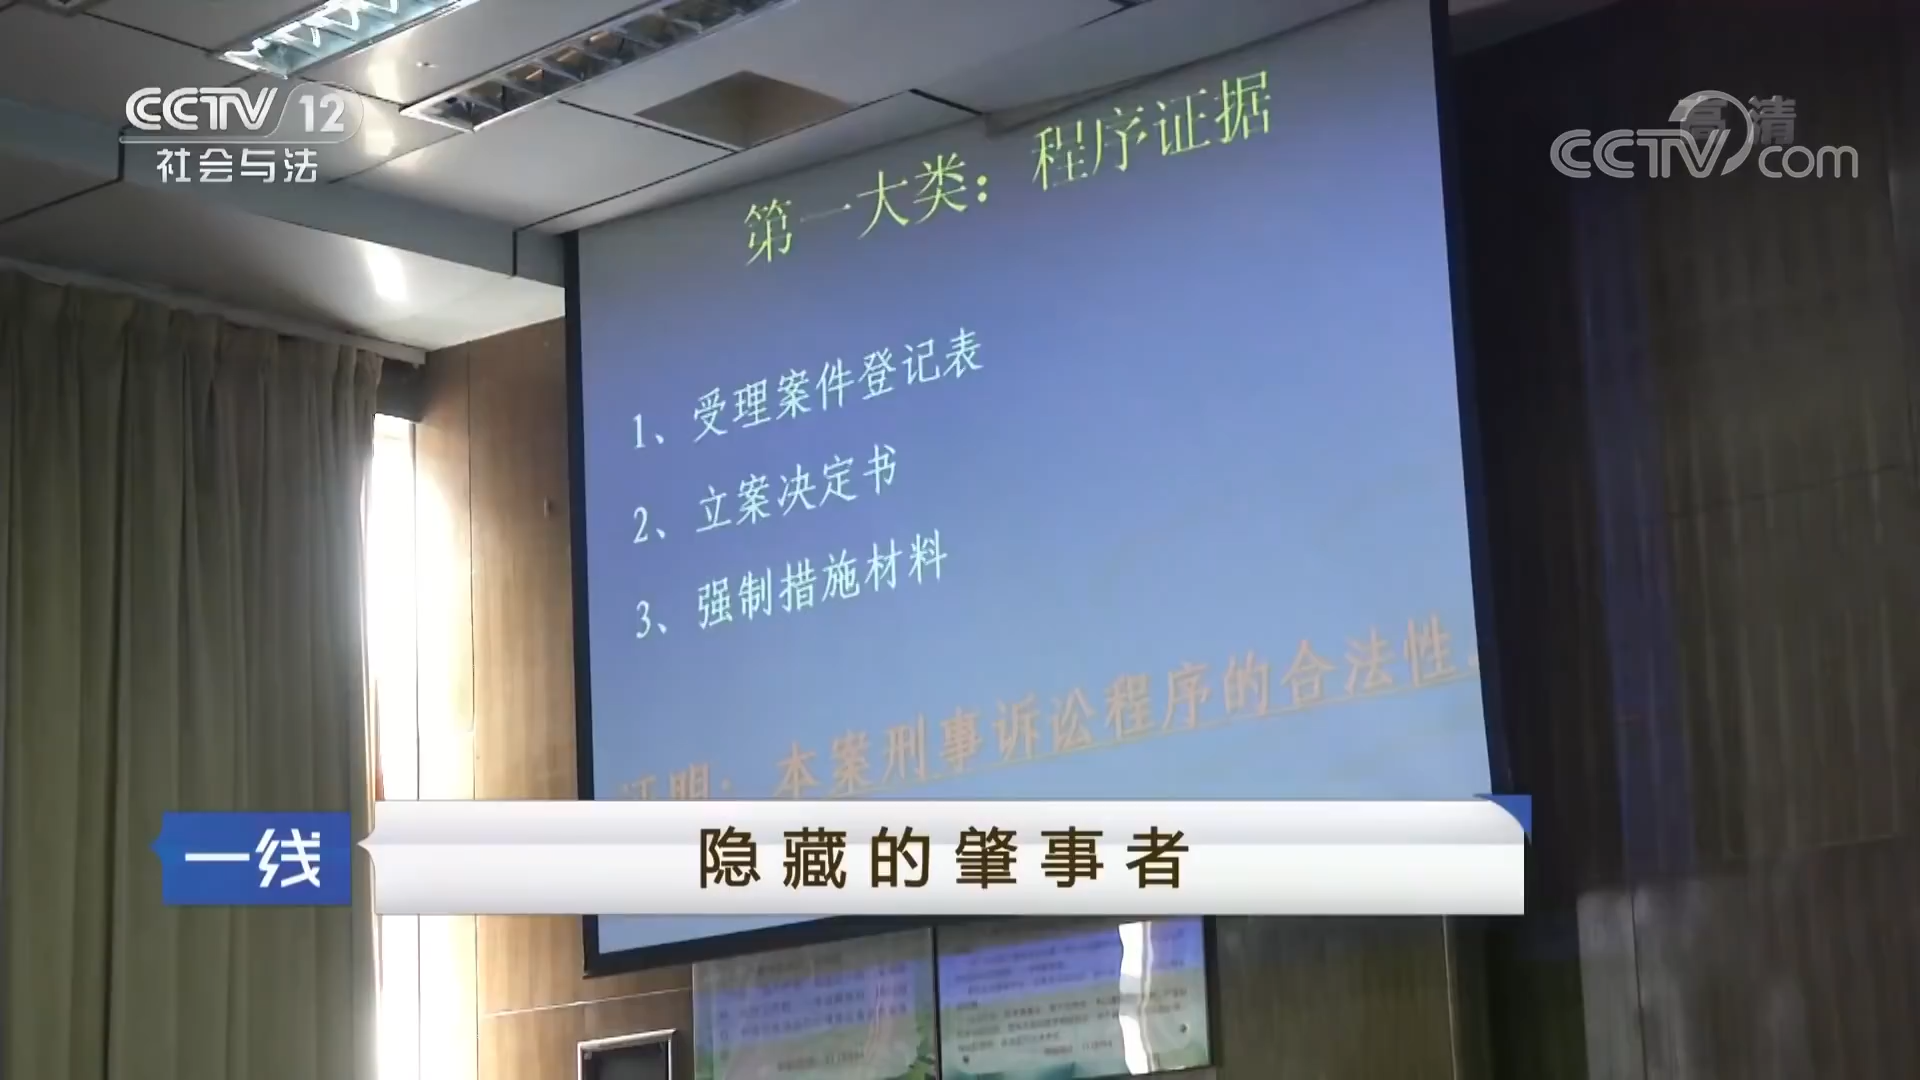 CCTV 12
社会与法
高清
CCTV.com
第一大类：程序证据
1、受理案件登记表
2、立案决定书
3、强制措施材料
证明：本案刑事诉讼程序的合法性.
一线
隐藏的肇事者